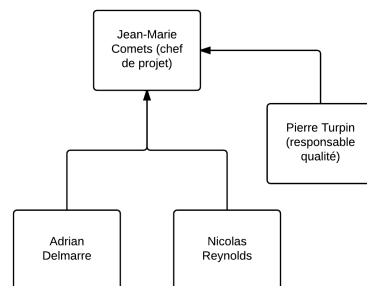 Jean-Marie
Comets (chef
de projet)
Pierre Turpin
(responsable
qualité)
Adrian
Delmarre
Nicolas
Reynolds